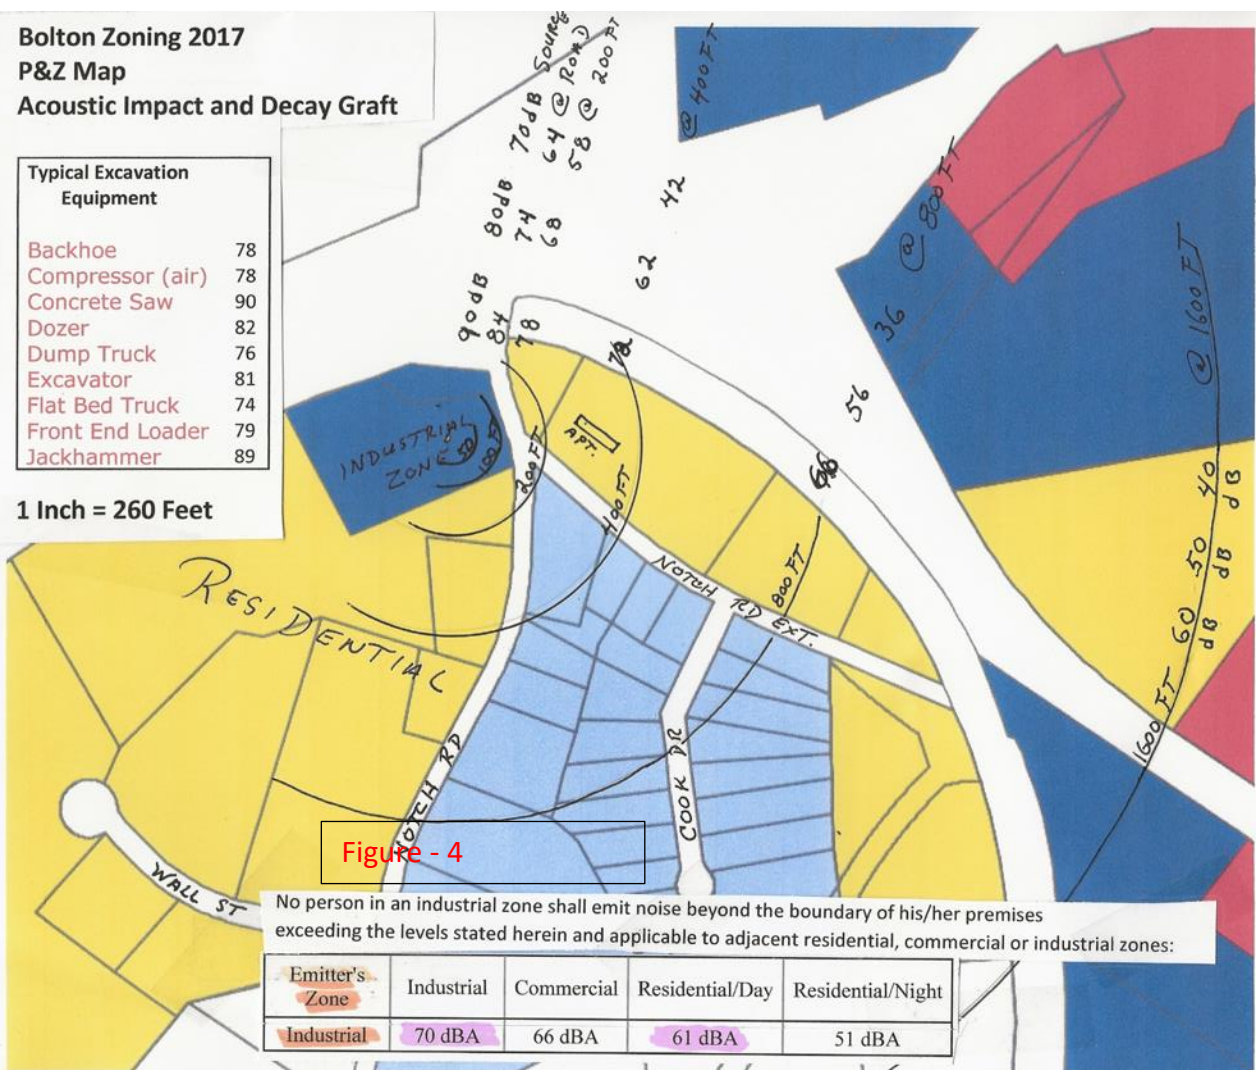 Bolton Zoning 2017
P&Z Map
Acoustic Impact and Decay Graft
Typical Excavation
Equipment
Backhoe 78
Compressor (air) 78
Concrete Saw 90
Dozer 82
Dump Truck 76
Excavator 81
Flat Bed Truck 74
Front End Loader 79
Jackhammer 89
1 Inch = 260 Feet
90dB 80dB 70dB SOURCE
84 74 64 @ ROAD
78 68 58 @ 200 FT
72 62 42 @ 400 FT
56 36 @ 800 FT
60 dB 50 dB 40 dB @ 1600 FT
INDUSTRIAL
ZONE
50
100 FT
200 FT
400 FT
800 FT
1600 FT
APT.
RESIDENTIAL
NOTCH RD EXT.
NOTCH RD
COOK DR
WALL ST
Figure - 4
No person in an industrial zone shall emit noise beyond the boundary of his/her premises
exceeding the levels stated herein and applicable to adjacent residential, commercial or industrial zones:
Emitter's Zone Industrial Commercial Residential/Day Residential/Night
Industrial 70 dBA 66 dBA 61 dBA 51 dBA